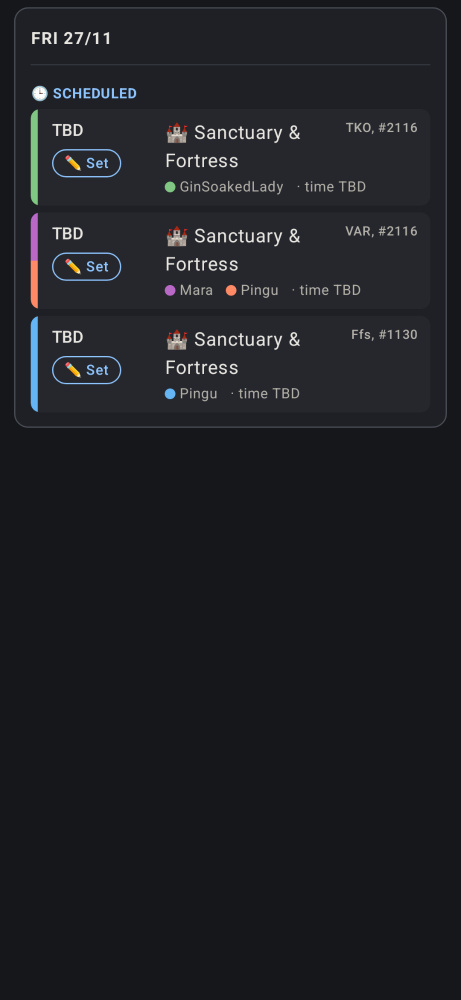 FRI 27/11
🕒 SCHEDULED
TBD
🏰 Sanctuary & Fortress
TKO, #2116
✏️ Set
GinSoakedLady · time TBD
TBD
🏰 Sanctuary & Fortress
VAR, #2116
✏️ Set
Mara Pingu · time TBD
TBD
🏰 Sanctuary & Fortress
Ffs, #1130
✏️ Set
Pingu · time TBD